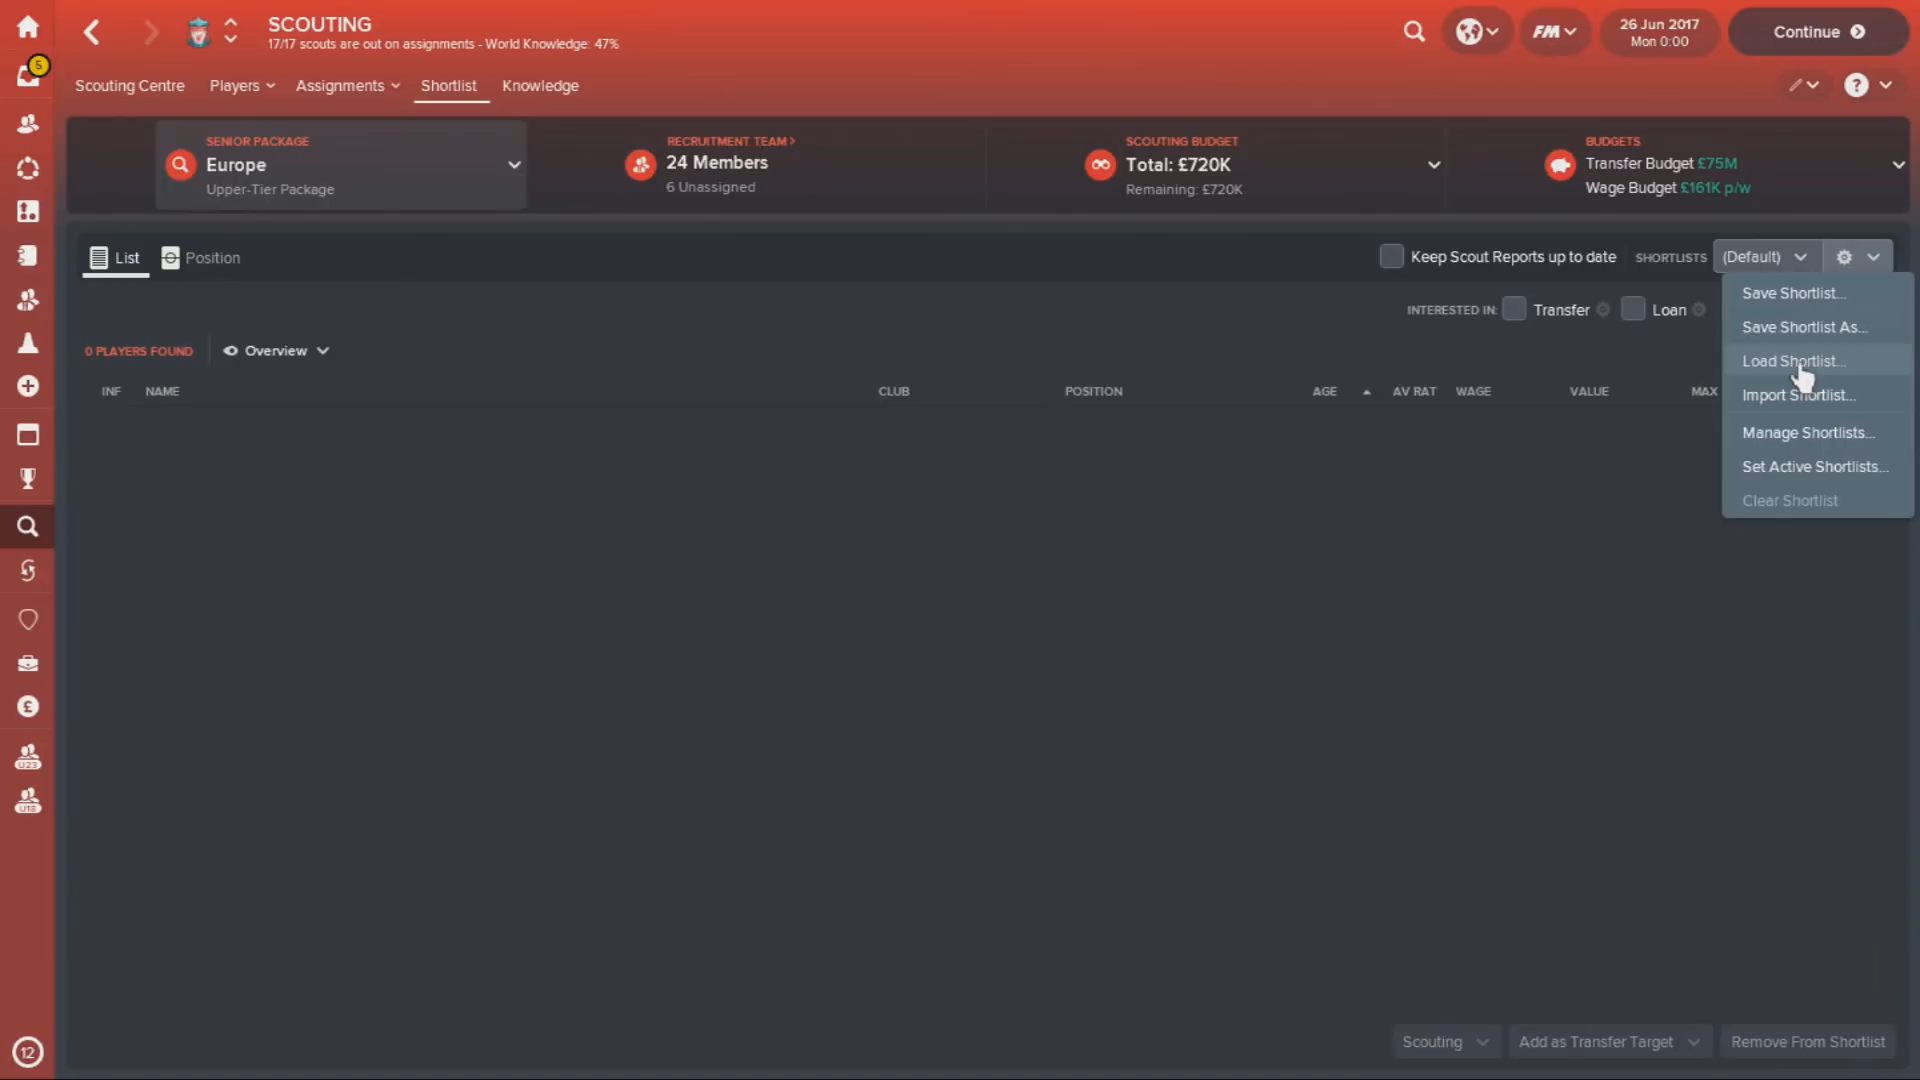 SCOUTING
17/17 scouts are out on assignments - World Knowledge: 47%
FM
26 Jun 2017
Mon 0:00
Continue
5
Scouting Centre
Players
Assignments
Shortlist
Knowledge
?
SENIOR PACKAGE
Europe
Upper-Tier Package
RECRUITMENT TEAM >
24 Members
6 Unassigned
SCOUTING BUDGET
Total: £720K
Remaining: £720K
BUDGETS
Transfer Budget £75M
Wage Budget £161K p/w
List
Position
Keep Scout Reports up to date
SHORTLISTS
(Default)
INTERESTED IN:
Transfer
Loan
Save Shortlist...
Save Shortlist As...
Load Shortlist...
Import Shortlist...
Manage Shortlists...
Set Active Shortlists...
Clear Shortlist
0 PLAYERS FOUND
Overview
INF
NAME
CLUB
POSITION
AGE
AV RAT
WAGE
VALUE
MAX
£
U23
U18
12
Scouting
Add as Transfer Target
Remove From Shortlist